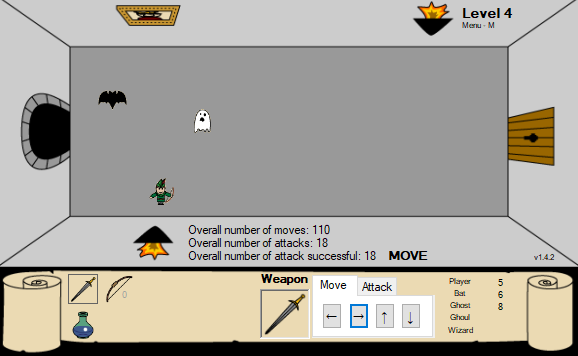 Level 4
Menu - M
Overall number of moves: 110
Overall number of attacks: 18
Overall number of attack successful: 18 MOVE
v1.4.2
Weapon
Move Attack
0
← → ↑ ↓
Player 5
Bat 6
Ghost 8
Ghoul
Wizard